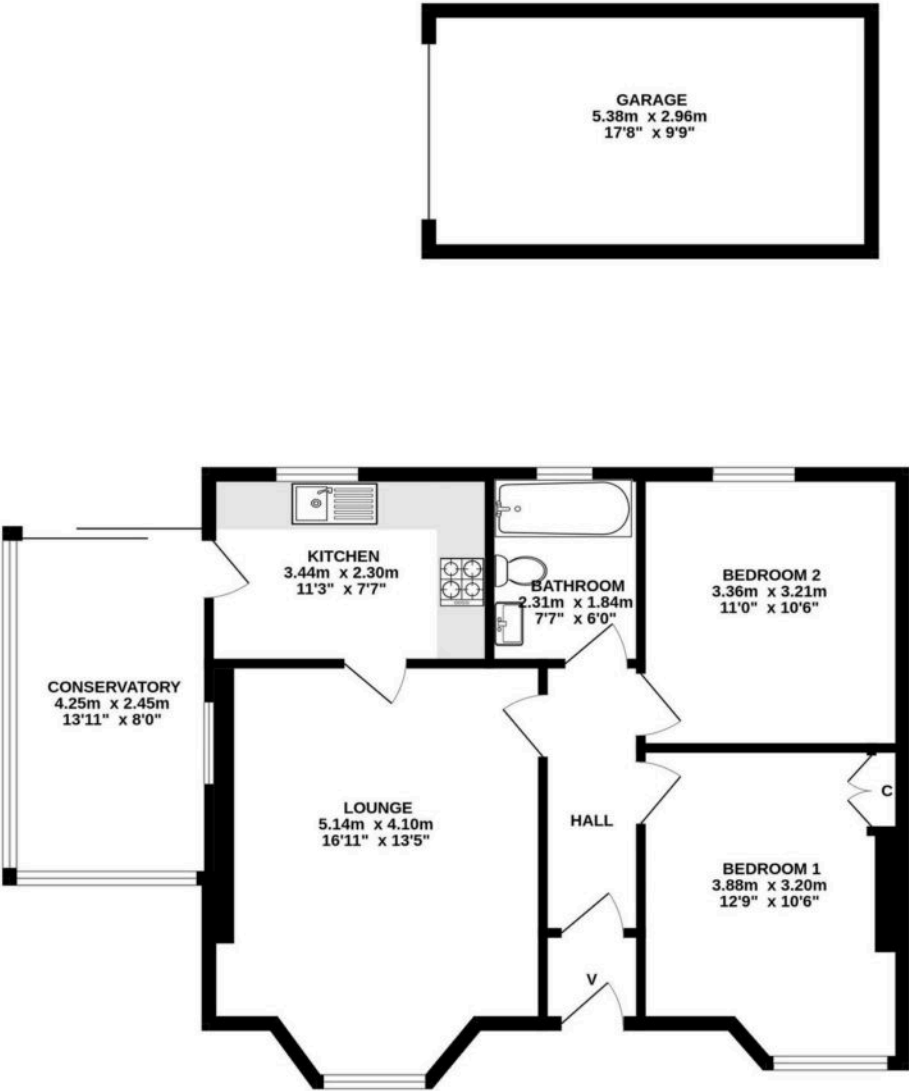 GARAGE
5.38m x 2.96m
17'8" x 9'9"
KITCHEN
3.44m x 2.30m
11'3" x 7'7"
BATHROOM
2.31m x 1.84m
7'7" x 6'0"
BEDROOM 2
3.36m x 3.21m
11'0" x 10'6"
CONSERVATORY
4.25m x 2.45m
13'11" x 8'0"
LOUNGE
5.14m x 4.10m
16'11" x 13'5"
HALL
C
BEDROOM 1
3.88m x 3.20m
12'9" x 10'6"
V